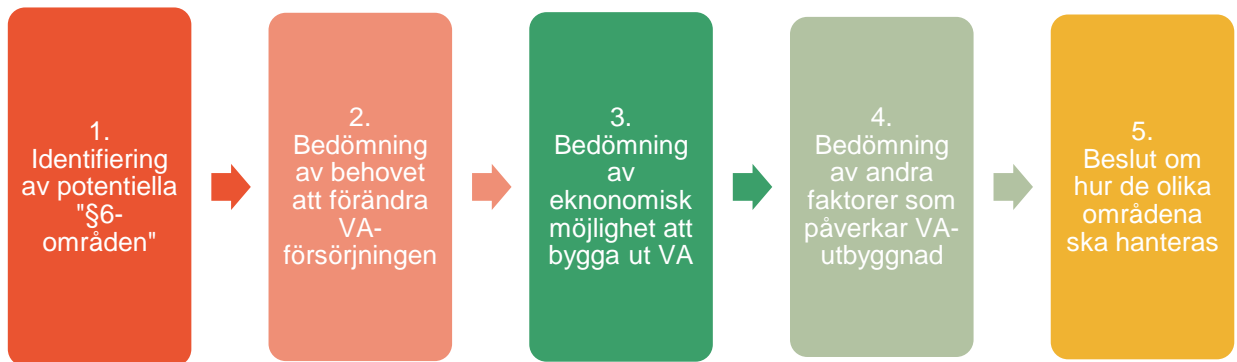 1.
Identifiering
av potentiella
"§6-
områden"
2.
Bedömning
av behovet
att förändra
VA-
försörjningen
3.
Bedömning
av
eknonomisk
möjlighet att
bygga ut VA
4.
Bedömning
av andra
faktorer som
påverkar VA-
utbyggnad
5.
Beslut om
hur de olika
områdena
ska hanteras